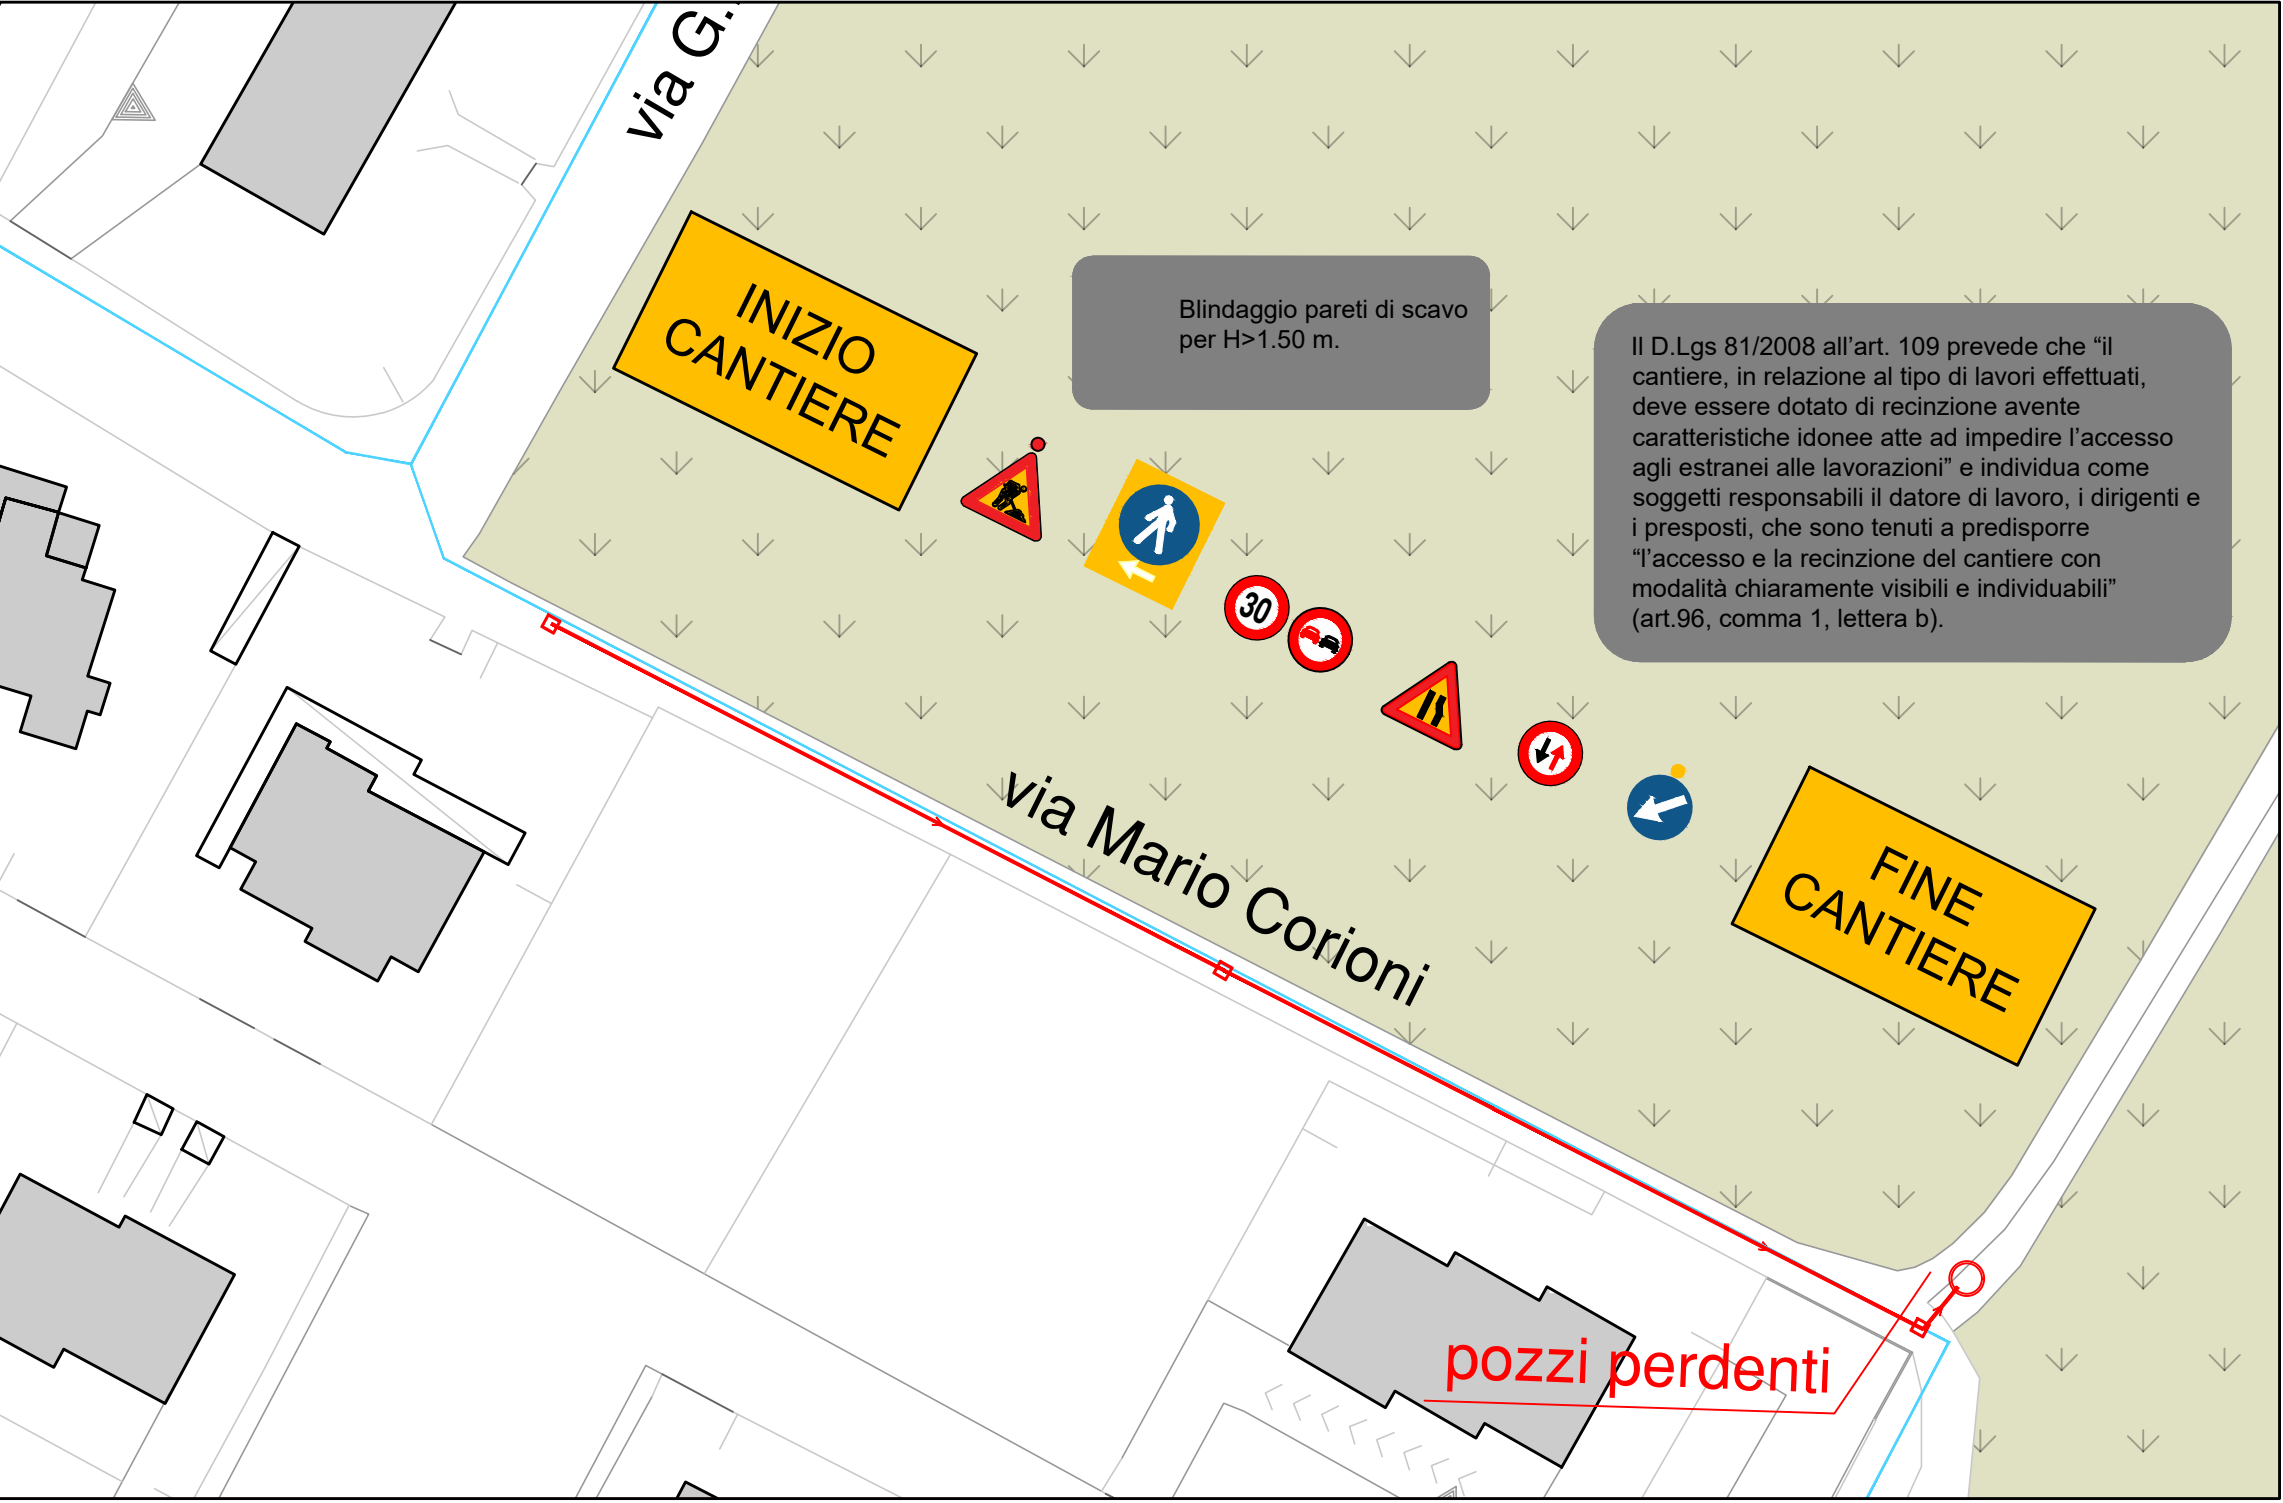 via G.
INIZIO
CANTIERE
Blindaggio pareti di scavo
per H>1.50 m.
Il D.Lgs 81/2008 all’art. 109 prevede che “il
cantiere, in relazione al tipo di lavori effettuati,
deve essere dotato di recinzione avente
caratteristiche idonee atte ad impedire l’accesso
agli estranei alle lavorazioni” e individua come
soggetti responsabili il datore di lavoro, i dirigenti e
i presposti, che sono tenuti a predisporre
“l’accesso e la recinzione del cantiere con
modalità chiaramente visibili e individuabili”
(art.96, comma 1, lettera b).
30
via Mario Corioni
FINE
CANTIERE
pozzi perdenti